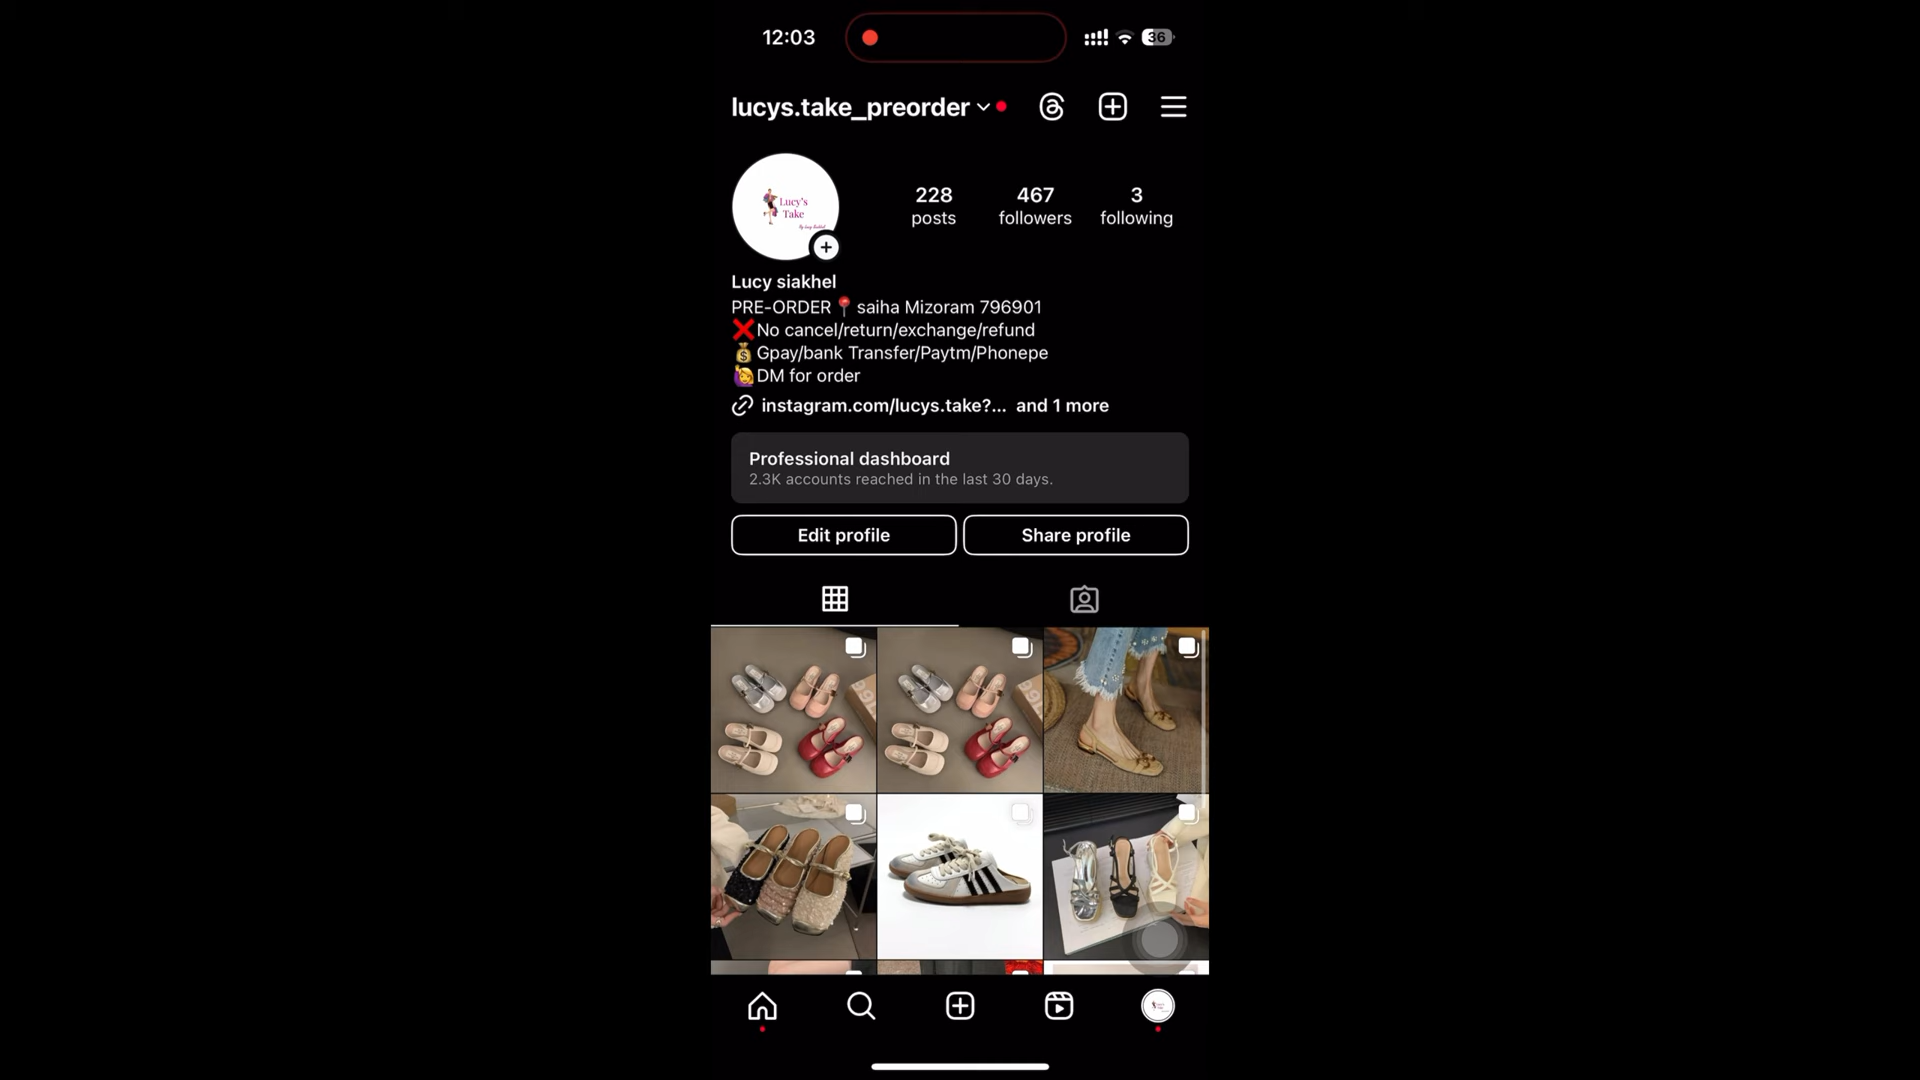 12:03
36
lucys.take_preorder
Lucy's
Take
228
posts
467
followers
3
following
Lucy siakhel
PRE-ORDER📍saiha Mizoram 796901
❌No cancel/return/exchange/refund
💰Gpay/bank Transfer/Paytm/Phonepe
🙋‍♀️DM for order
instagram.com/lucys.take?... and 1 more
Professional dashboard
2.3K accounts reached in the last 30 days.
Edit profile
Share profile